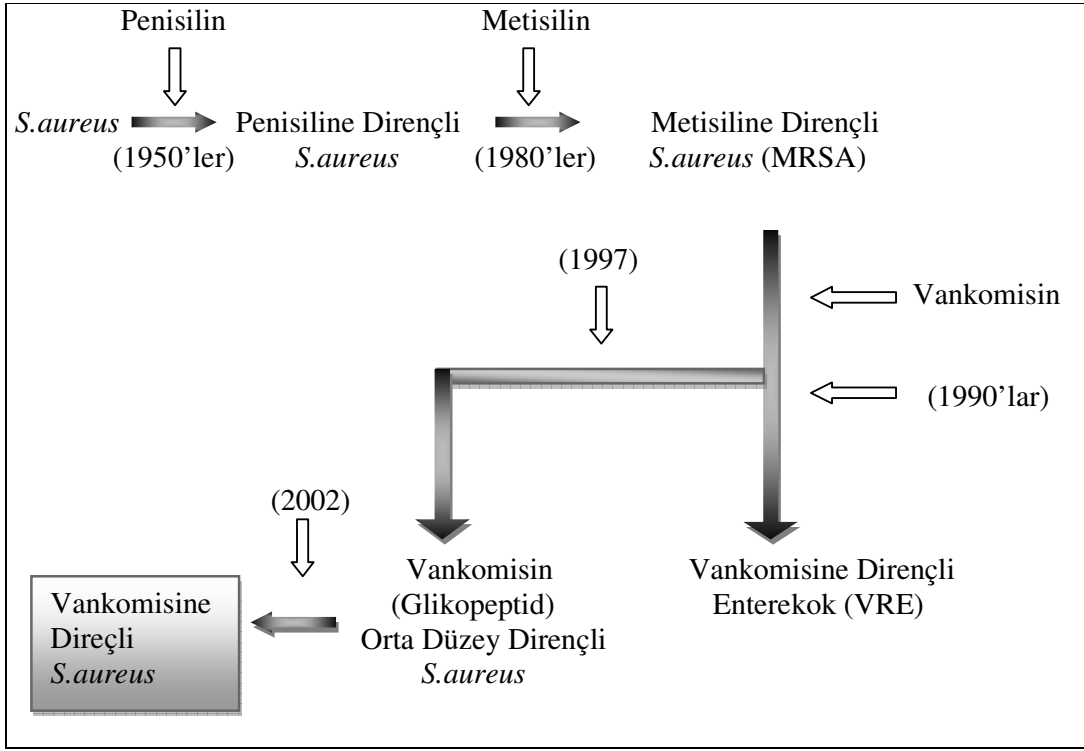 Penisilin
Metisilin
S.aureus
Penisiline Dirençli
S.aureus
Metisiline Dirençli
S.aureus (MRSA)
(1950’ler)
(1980’ler)
(1997)
Vankomisin
(1990’lar)
(2002)
Vankomisin
(Glikopeptid)
Orta Düzey Dirençli
S.aureus
Vankomisine Dirençli
Enterekok (VRE)
Vankomisine
Direçli
S.aureus